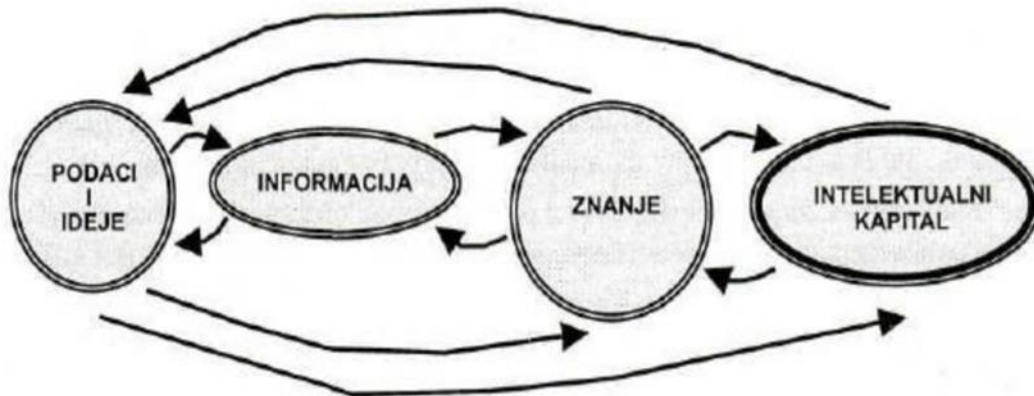 PODACI
I
IDEJE
INFORMACIJA
ZNANJE
INTELEKTUALNI
KAPITAL